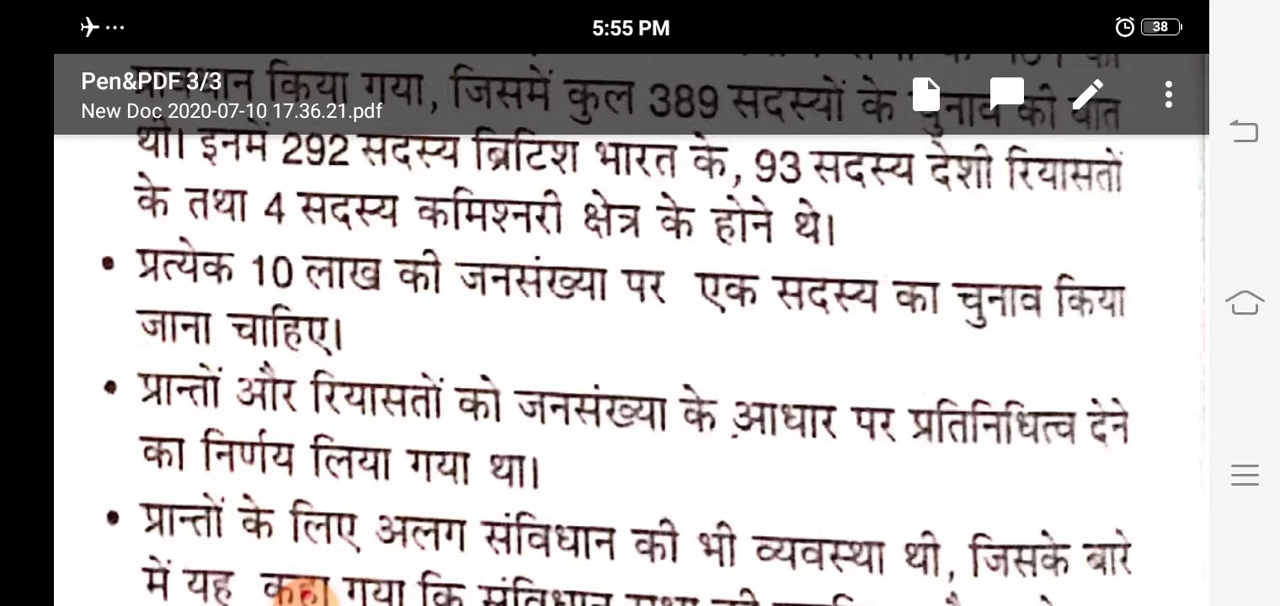 5:55 PM
38
Pen&PDF 3/3
New Doc 2020-07-10 17.36.21.pdf
किया गया, जिसमें कुल 389 सदस्यों के चुनाव की बात
थी। इनमें 292 सदस्य ब्रिटिश भारत के, 93 सदस्य देशी रियासतों
के तथा 4 सदस्य कमिश्नरी क्षेत्र के होने थे।
• प्रत्येक 10 लाख की जनसंख्या पर एक सदस्य का चुनाव किया
जाना चाहिए।
• प्रान्तों और रियासतों को जनसंख्या के आधार पर प्रतिनिधित्व देने
का निर्णय लिया गया था।
• प्रान्तों के लिए अलग संविधान की भी व्यवस्था थी, जिसके बारे
में यह कहा गया कि संविधान